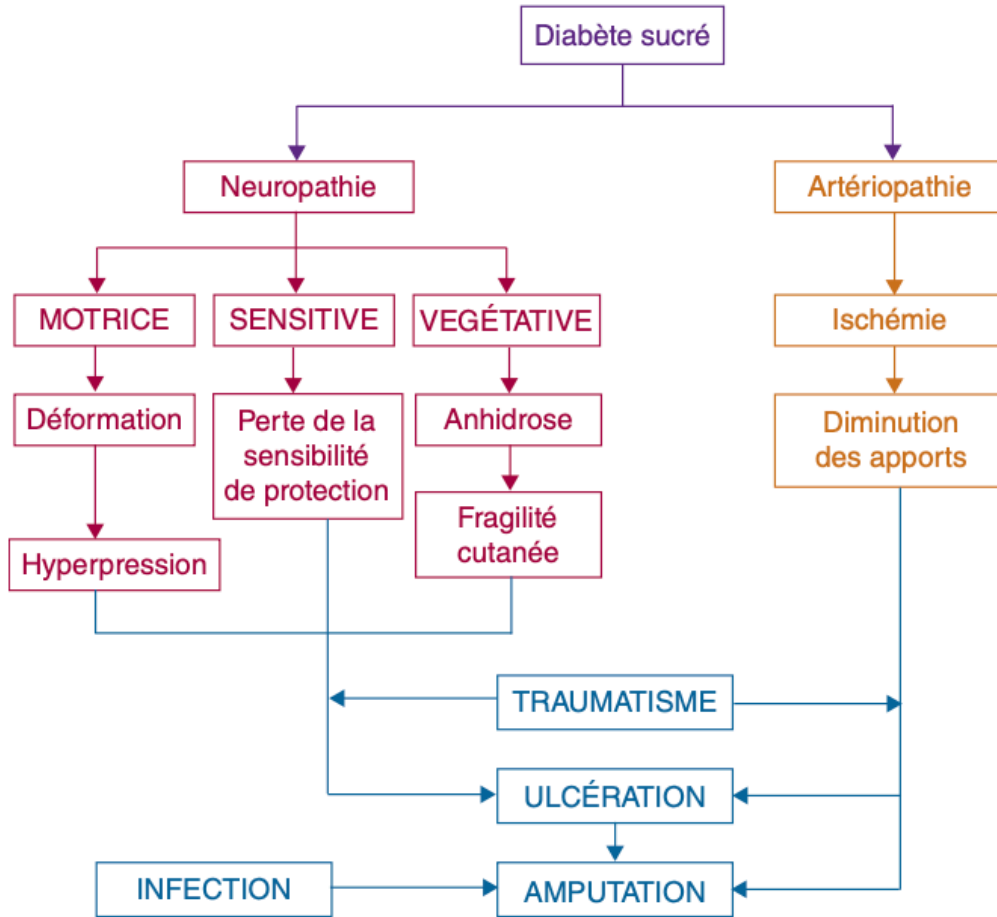 Diabète sucré
Neuropathie
Artériopathie
MOTRICE
SENSITIVE
VEGÉTATIVE
Ischémie
Déformation
Perte de la
sensibilité
de protection
Anhidrose
Diminution
des apports
Fragilité
cutanée
Hyperpression
TRAUMATISME
ULCÉRATION
INFECTION
AMPUTATION